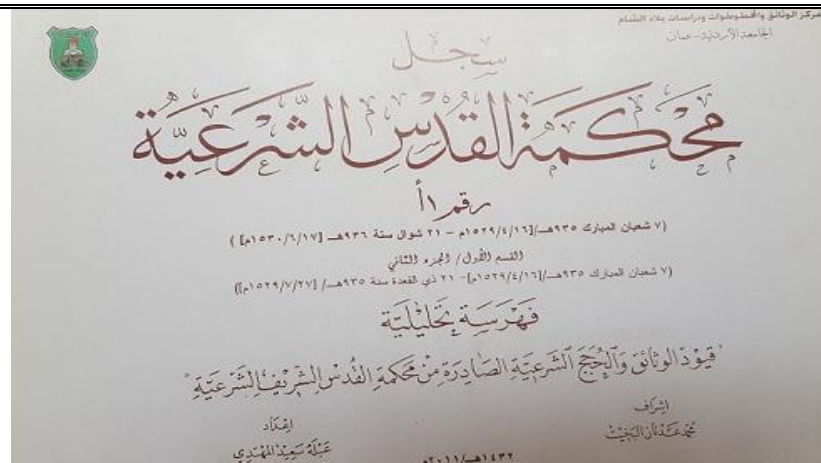 مركز الوثائق والمخطوطات ودراسات بلاد الشام
الجامعة الأردنية - عمان
سجل
محكمة القدس الشرعية
رقم ١أ
(٧ شعبان المبارك ٩٣٥هـ/[١٥٢٩/٤/١٦م – ٢١ شوال سنة ٩٣٦هـ [١٥٣٠/٦/١٧م])
القسم الأول / الجزء الثاني
(٧ شعبان المبارك ٩٣٥هـ/[١٥٢٩/٤/١٦م]– ٢١ ذي القعدة سنة ٩٣٥هـ/ [١٥٢٩/٧/٢٧م])
فَهْرَسَة تَحْلِيلِيَّة
"قيود الوثائق والحجج الشرعية الصادرة من محكمة القدس الشريف الشرعية"
إشراف
محمد عدنان البخيت
إعداد
عبلة سعيد المهتدي
١٤٣٢هـ/٢٠١١م